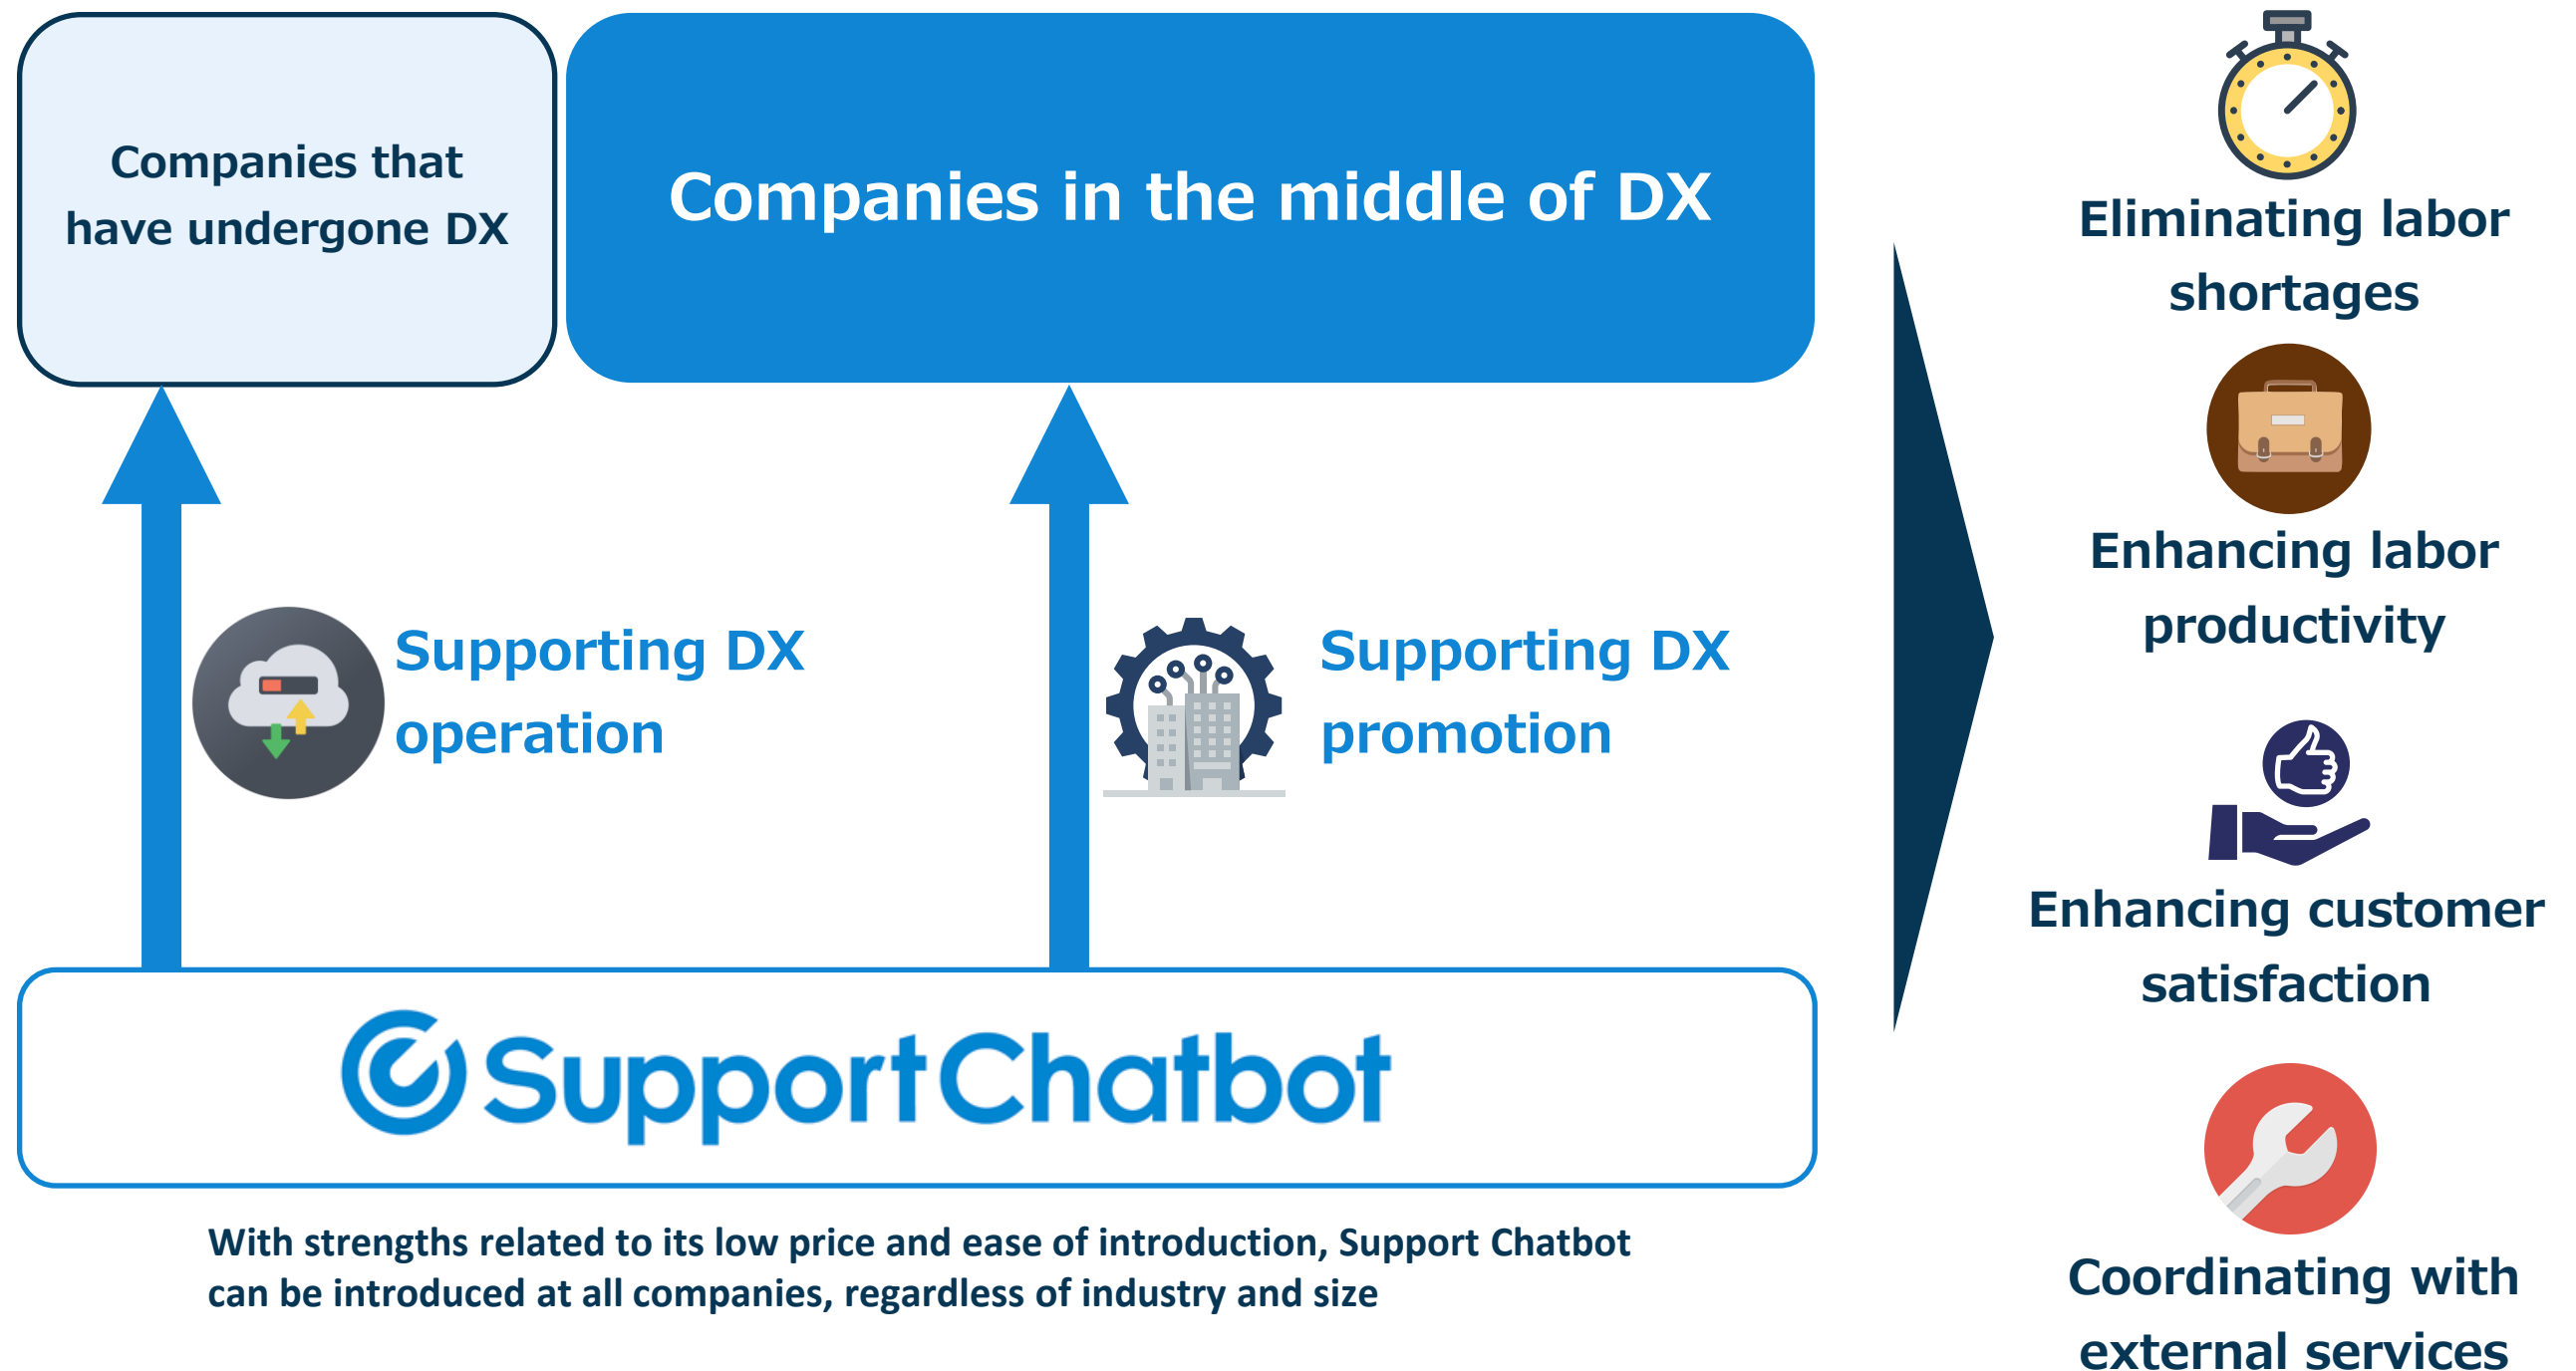 Companies that
have undergone DX
Companies in the middle of DX
Supporting DX
operation
Supporting DX
promotion
Support Chatbot
With strengths related to its low price and ease of introduction, Support Chatbot
can be introduced at all companies, regardless of industry and size
Eliminating labor
shortages
Enhancing labor
productivity
Enhancing customer
satisfaction
Coordinating with
external services